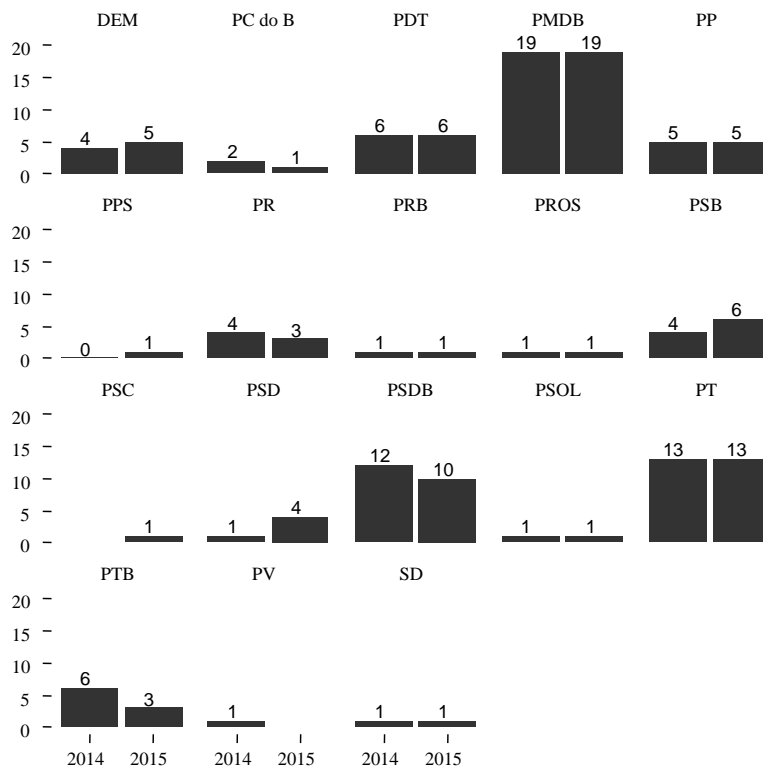 DEM PC do B PDT PMDB PP
20
15
10
5
0
4 5 2 1 6 6 19 19 5 5
PPS PR PRB PROS PSB
20
15
10
5
0
0 1 4 3 1 1 1 1 4 6
PSC PSD PSDB PSOL PT
20
15
10
5
0
1 1 4 12 10 1 1 13 13
PTB PV SD
20
15
10
5
0
6 3 1 1 1
2014 2015 2014 2015 2014 2015